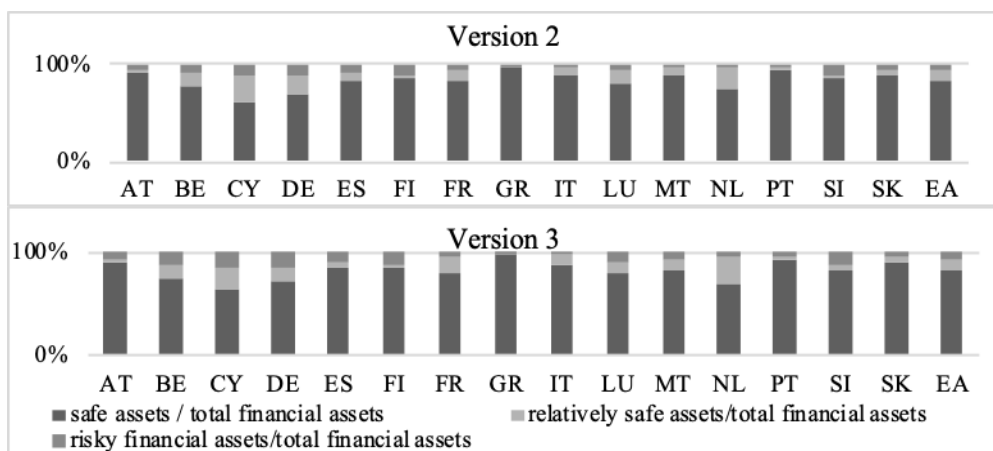 Version 2
100%
0%
AT BE CY DE ES FI FR GR IT LU MT NL PT SI SK EA
Version 3
100%
0%
AT BE CY DE ES FI FR GR IT LU MT NL PT SI SK EA
safe assets / total financial assets relatively safe assets/total financial assets
risky financial assets/total financial assets